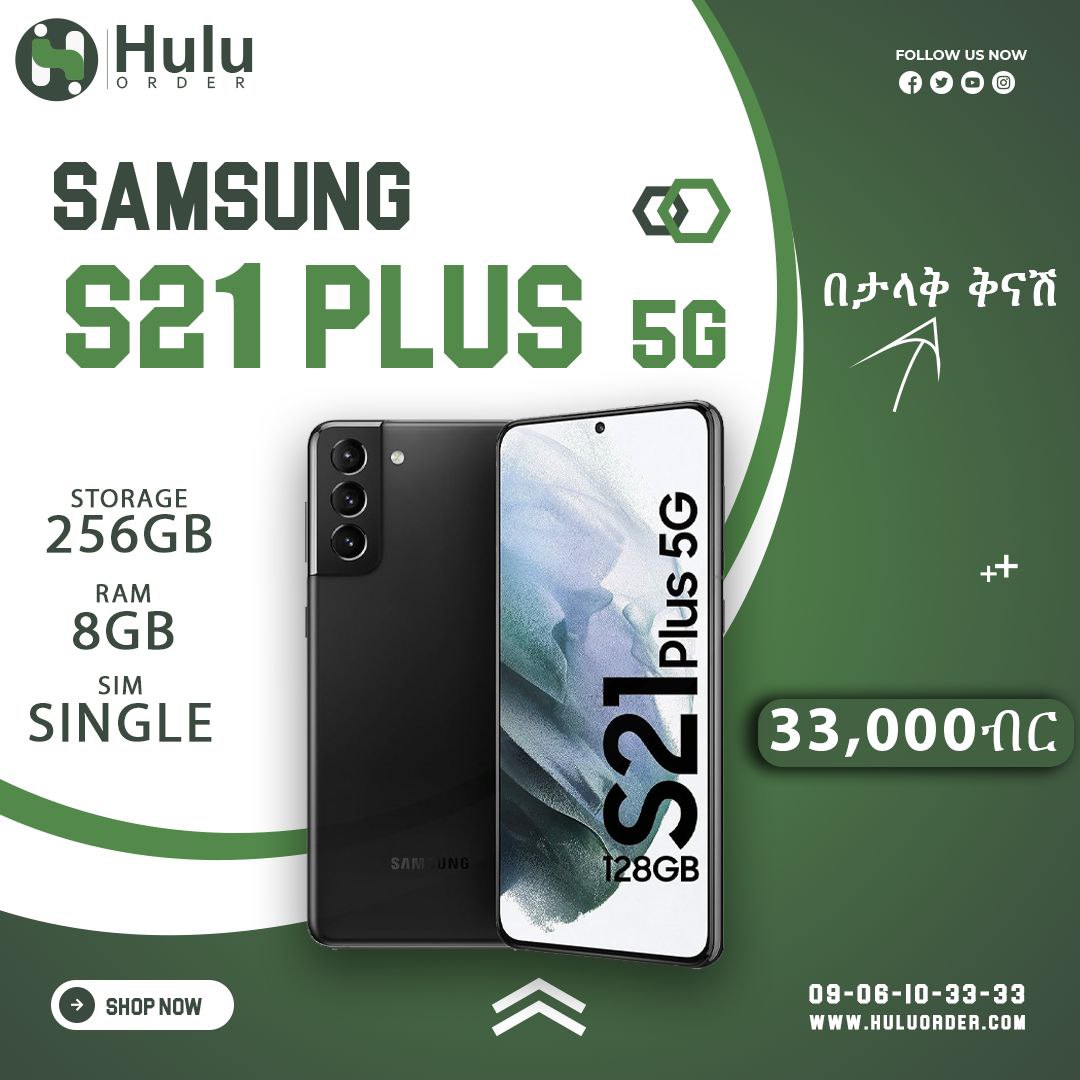 Hulu
ORDER
FOLLOW US NOW
SAMSUNG
S21 PLUS 5G
በታላቅ ቅናሽ
STORAGE
256GB
RAM
8GB
SIM
SINGLE
S21 Plus 5G
128GB
SAMSUNG
33,000ብር
SHOP NOW
09-06-10-33-33
WWW.HULUORDER.COM